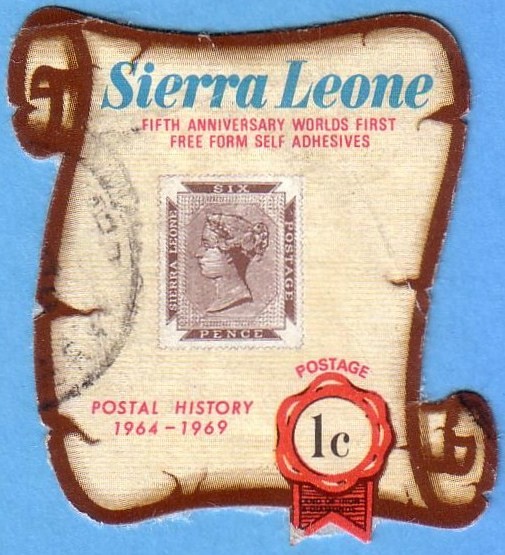 Sierra Leone
FIFTH ANNIVERSARY WORLDS FIRST
FREE FORM SELF ADHESIVES
SIX
SIERRA LEONE
POSTAGE
PENCE
POSTAGE
1c
POSTAL HISTORY
1964 – 1969